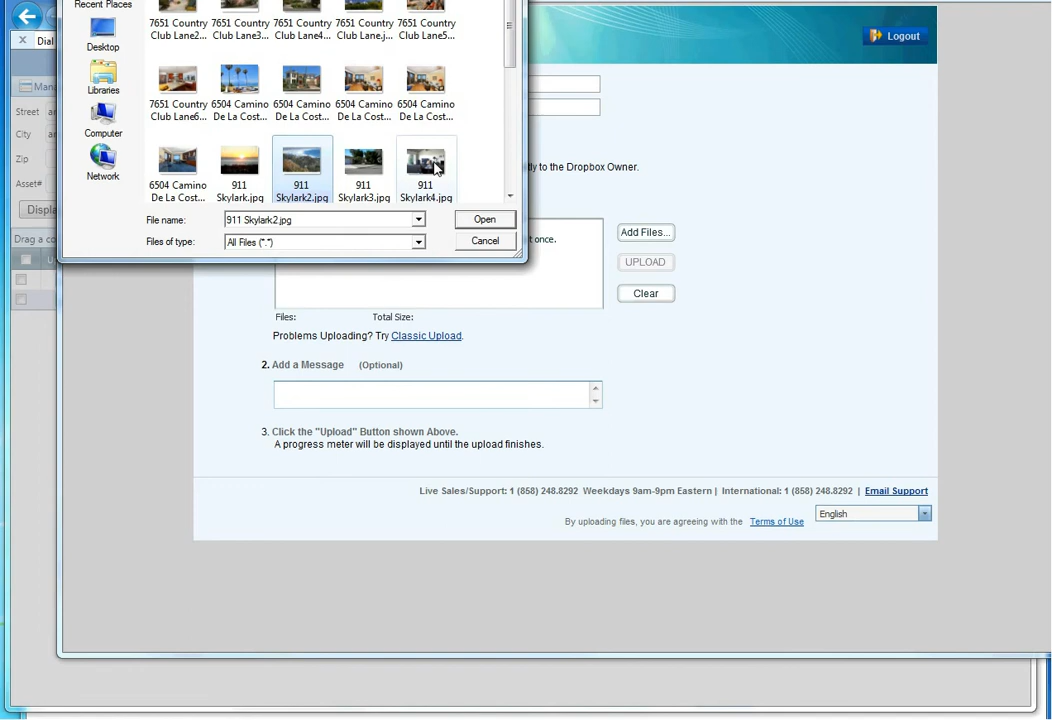 Recent Places
Desktop
Libraries
Computer
Network
7651 Country Club Lane2...
7651 Country Club Lane3...
7651 Country Club Lane4...
7651 Country Club Lane.j...
7651 Country Club Lane5...
7651 Country Club Lane6...
6504 Camino De La Cost...
6504 Camino De La Cost...
6504 Camino De La Cost...
6504 Camino De La Cost...
6504 Camino De La Cost...
911 Skylark.jpg
911 Skylark2.jpg
911 Skylark3.jpg
911 Skylark4.jpg
File name:
911 Skylark2.jpg
Open
Files of type:
All Files (*.*)
Cancel
Dial
Mana
Street
City
Zip
Asset#
Displa
Drag a co
Logout
tly to the Dropbox Owner.
t once.
Add Files...
UPLOAD
Clear
Files:
Total Size:
Problems Uploading? Try Classic Upload.
2. Add a Message (Optional)
3. Click the "Upload" Button shown Above.
A progress meter will be displayed until the upload finishes.
Live Sales/Support: 1 (858) 248.8292 Weekdays 9am-9pm Eastern | International: 1 (858) 248.8292 | Email Support
English
By uploading files, you are agreeing with the Terms of Use